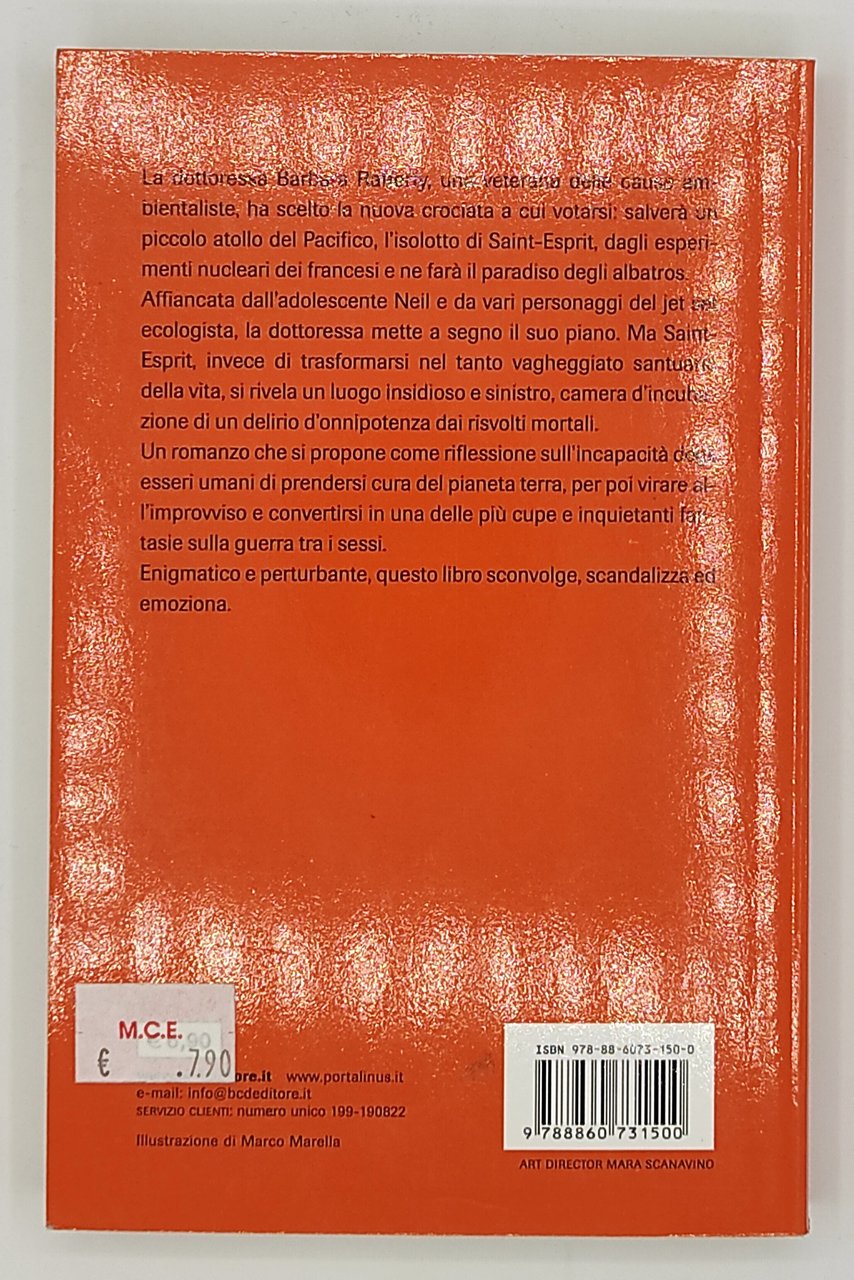 La dottoressa Barbara Rafferty, una veterana delle cause am-
bientaliste, ha scelto la nuova crociata a cui votarsi: salverà un
piccolo atollo del Pacifico, l'isolotto di Saint-Esprit, dagli esperi-
menti nucleari dei francesi e ne farà il paradiso degli albatros.
Affiancata dall'adolescente Neil e da vari personaggi del jet set
ecologista, la dottoressa mette a segno il suo piano. Ma Saint-
Esprit, invece di trasformarsi nel tanto vagheggiato santuario
della vita, si rivela un luogo insidioso e sinistro, camera d'incuba-
zione di un delirio d'onnipotenza dai risvolti mortali.
Un romanzo che si propone come riflessione sull'incapacità degli
esseri umani di prendersi cura del pianeta terra, per poi virare al-
l'improvviso e convertirsi in una delle più cupe e inquietanti fan-
tasie sulla guerra tra i sessi.
Enigmatico e perturbante, questo libro sconvolge, scandalizza ed
emoziona.
M.C.E.
€ 6,90
€ .7.90
ore.it www.portalinus.it
e-mail: info@bcdeditore.it
SERVIZIO CLIENTI: numero unico 199-190822
Illustrazione di Marco Marella
ISBN 978-88-6073-150-0
9 788860 731500
ART DIRECTOR MARA SCANAVINO